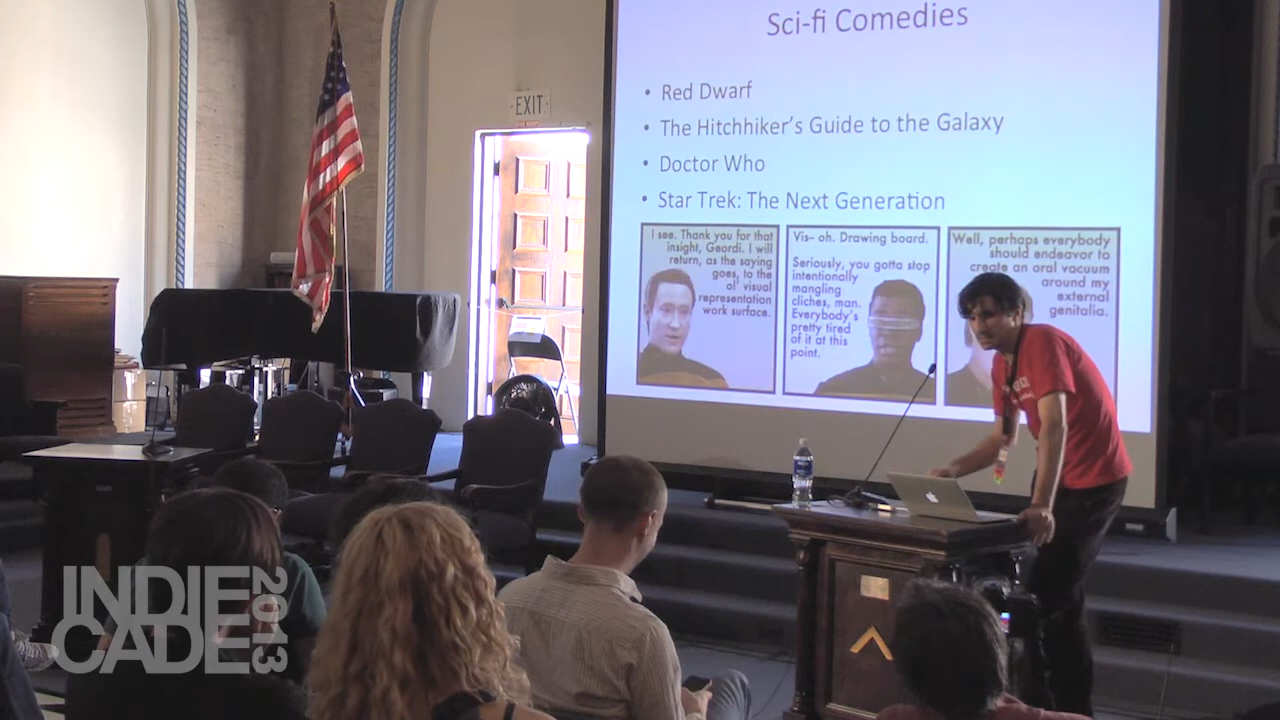 Sci-fi Comedies
• Red Dwarf
• The Hitchhiker's Guide to the Galaxy
• Doctor Who
• Star Trek: The Next Generation
I see. Thank you for that
insight, Geordi. I will
return, as the saying
goes, to the
ol' visual
representation
work surface.
Vis– oh. Drawing board.
Seriously, you gotta stop
intentionally
mangling
cliches, man.
Everybody's
pretty tired
of it at this
point.
Well, perhaps everybody
should endeavor to
create an oral vacuum
around my
external
genitalia.
EXIT
INDIE
CADE
2013